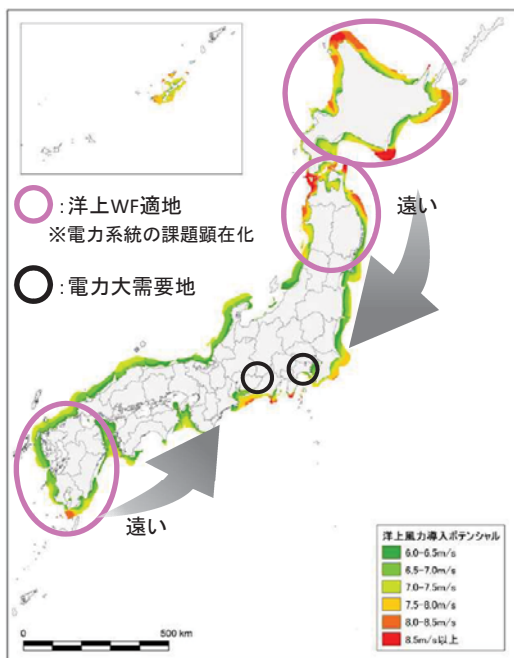 ：洋上WF適地
※電力系統の課題顕在化
：電力大需要地
遠い
遠い
洋上風力導入ポテンシャル
6.0-6.5m/s
6.5-7.0m/s
7.0-7.5m/s
7.5-8.0m/s
8.0-8.5m/s
8.5m/s以上
0
500 km